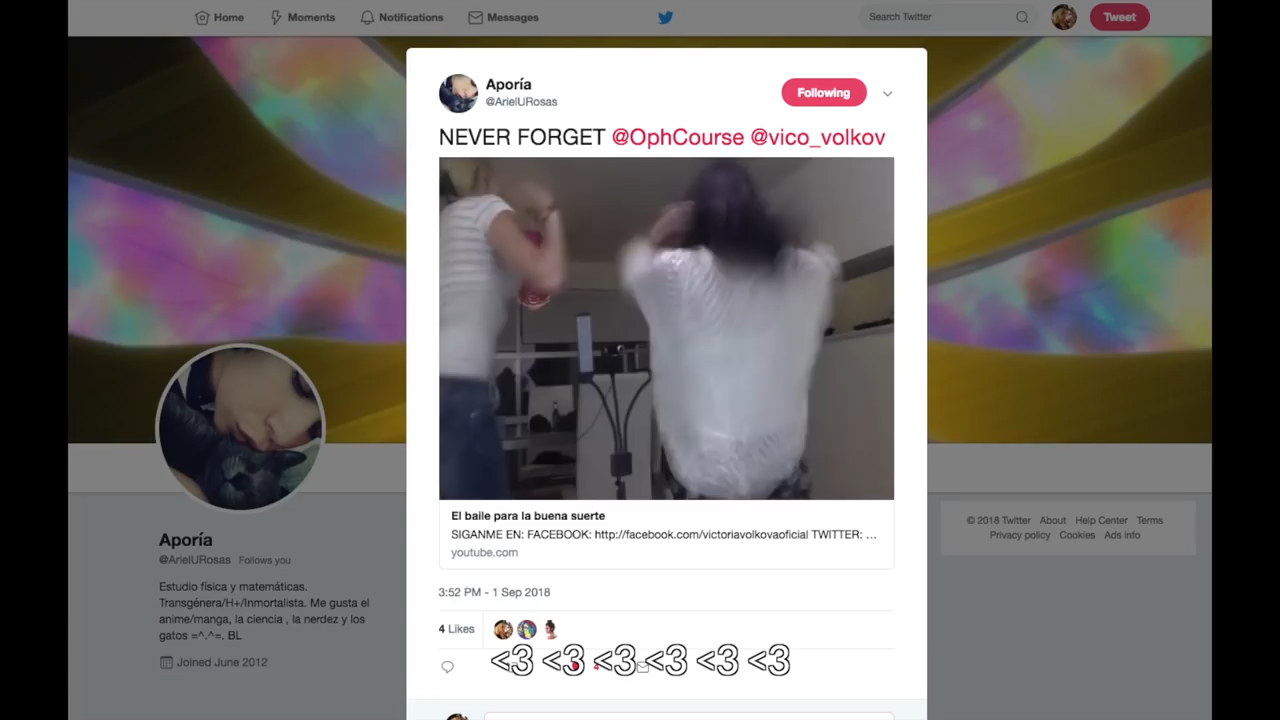 Home Moments Notifications Messages Search Twitter Tweet
Aporía
@ArielURosas
Following
NEVER FORGET @OphCourse @vico_volkov
El baile para la buena suerte
SIGANME EN: FACEBOOK: http://facebook.com/victoriavolkovaoficial TWITTER: ...
youtube.com
3:52 PM - 1 Sep 2018
4 Likes
<3 <3 <3 <3 <3 <3
4
Aporía
@ArielURosas Follows you
Estudio física y matemáticas.
Transgénera/H+/Inmortalista. Me gusta el
anime/manga, la ciencia , la nerdez y los
gatos =^.^=. BL
Joined June 2012
© 2018 Twitter About Help Center Terms
Privacy policy Cookies Ads info